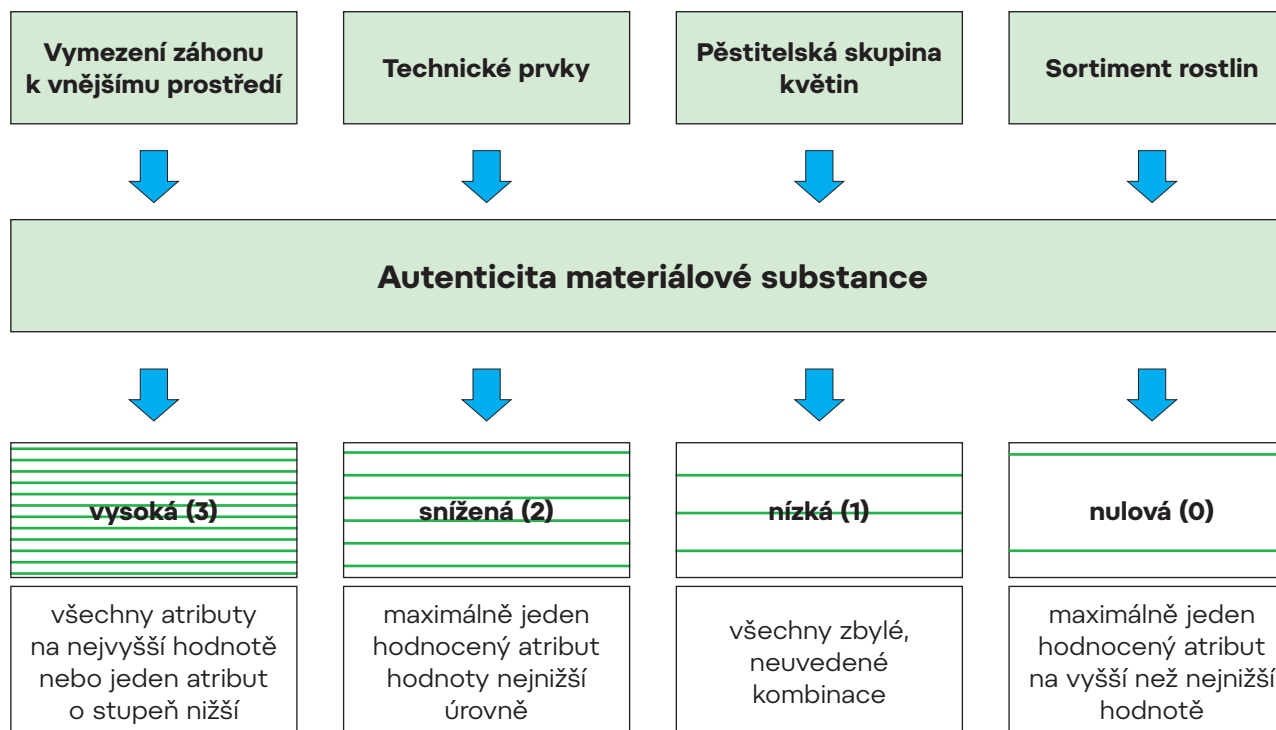 Vymezení záhonu
k vnějšímu prostředí
Technické prvky
Pěstitelská skupina
květin
Sortiment rostlin
Autenticita materiálové substance
vysoká (3)
snížená (2)
nízká (1)
nulová (0)
všechny atributy
na nejvyšší hodnotě
nebo jeden atribut
o stupeň nižší
maximálně jeden
hodnocený atribut
hodnoty nejnižší
úrovně
všechny zbylé,
neuvedené
kombinace
maximálně jeden
hodnocený atribut
na vyšší než nejnižší
hodnotě